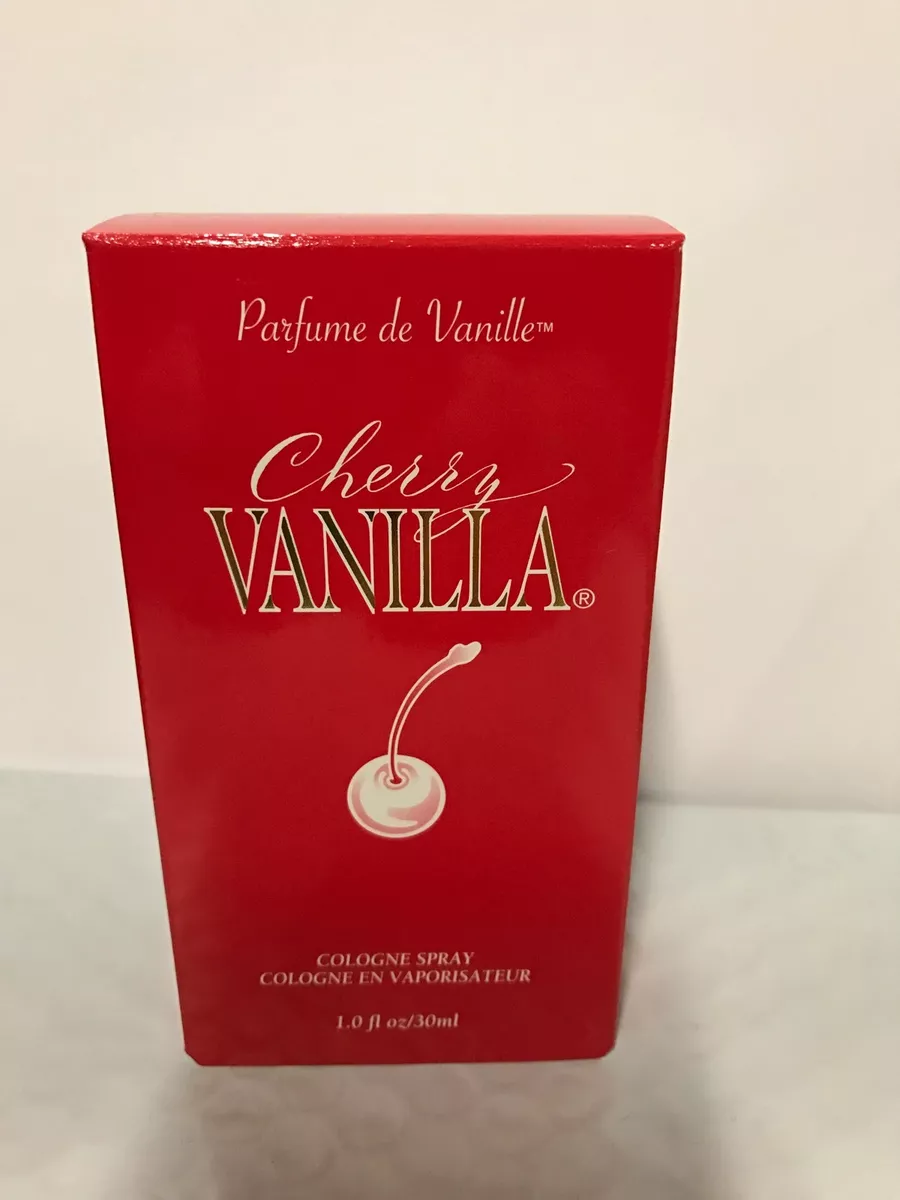 Parfume de Vanille™
Cherry
VANILLA®
COLOGNE SPRAY
COLOGNE EN VAPORISATEUR
1.0 fl oz/30ml